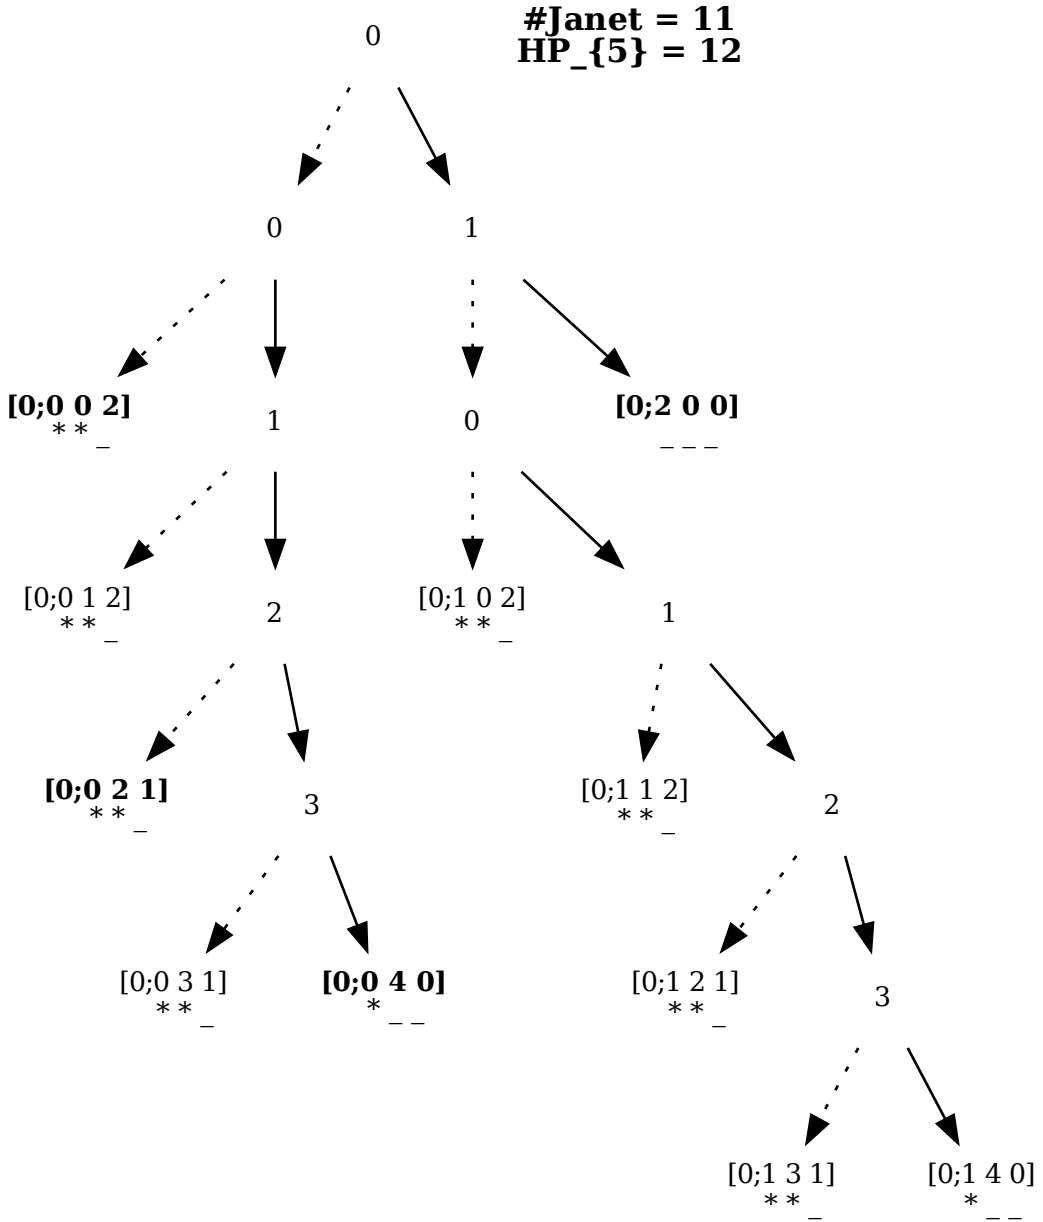 #Janet = 11
HP_{5} = 12
0
0 1
[0;0 0 2]
* * _
1
0
[0;2 0 0]
_ _ _
[0;0 1 2]
* * _
2
[0;1 0 2]
* * _
1
[0;0 2 1]
* * _
3
[0;1 1 2]
* * _
2
[0;0 3 1]
* * _
[0;0 4 0]
* _ _
[0;1 2 1]
* * _
3
[0;1 3 1]
* * _
[0;1 4 0]
* _ _